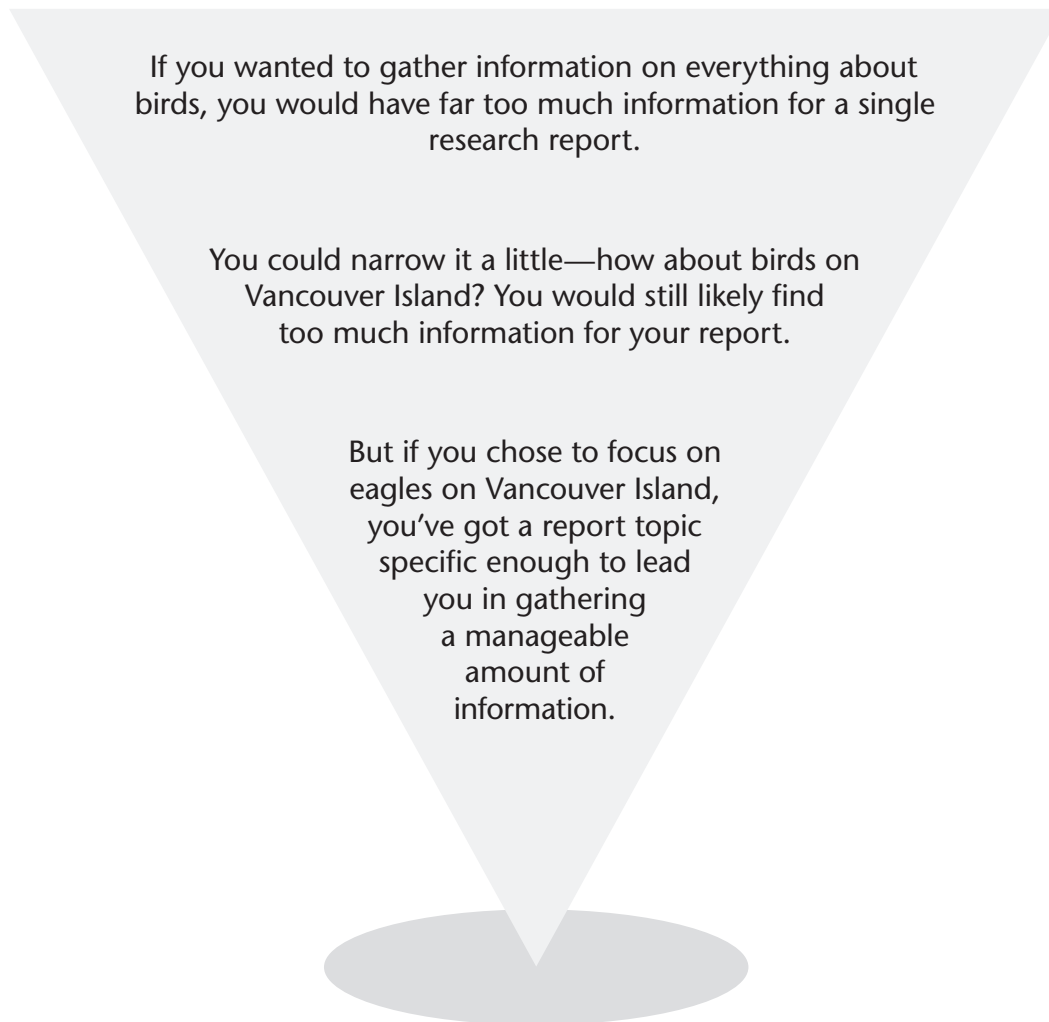 If you wanted to gather information on everything about
birds, you would have far too much information for a single
research report.
You could narrow it a little—how about birds on
Vancouver Island? You would still likely find
too much information for your report.
But if you chose to focus on
eagles on Vancouver Island,
you’ve got a report topic
specific enough to lead
you in gathering
a manageable
amount of
information.